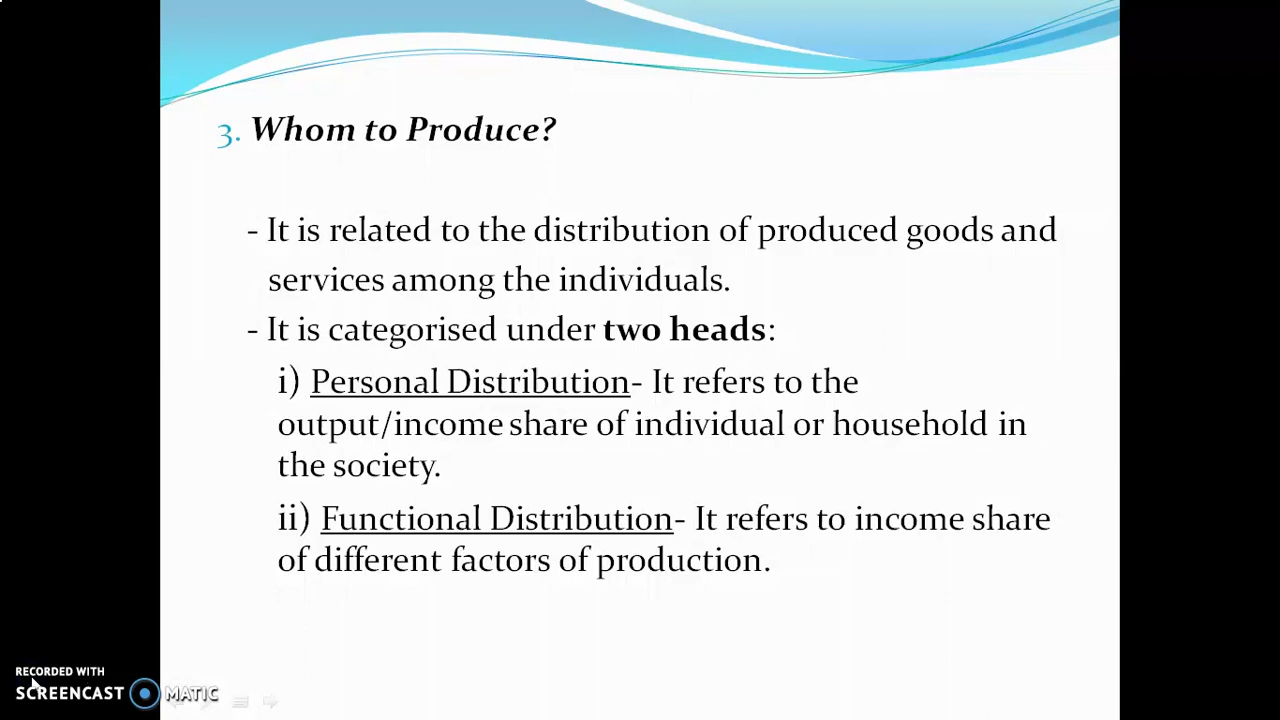 3. Whom to Produce?
- It is related to the distribution of produced goods and
services among the individuals.
- It is categorised under two heads:
i) Personal Distribution- It refers to the
output/income share of individual or household in
the society.
ii) Functional Distribution- It refers to income share
of different factors of production.
RECORDED WITH
SCREENCAST MATIC